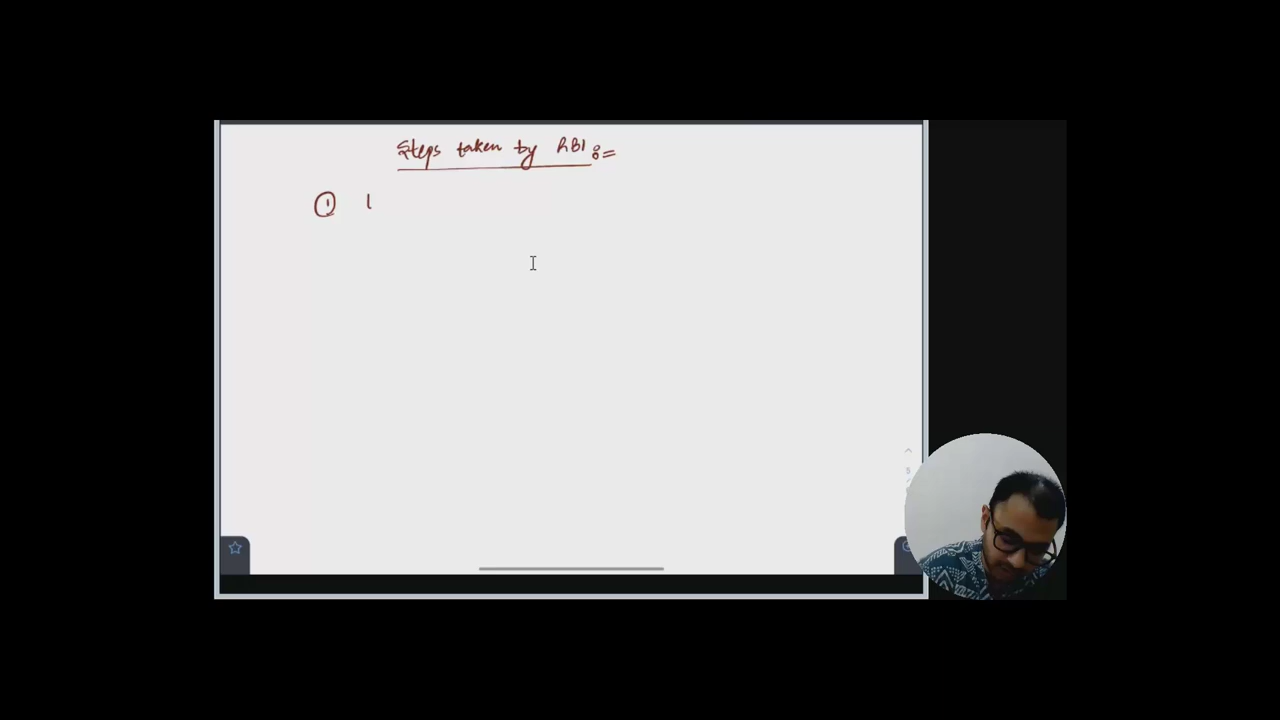 Steps taken by RBI :=
① l